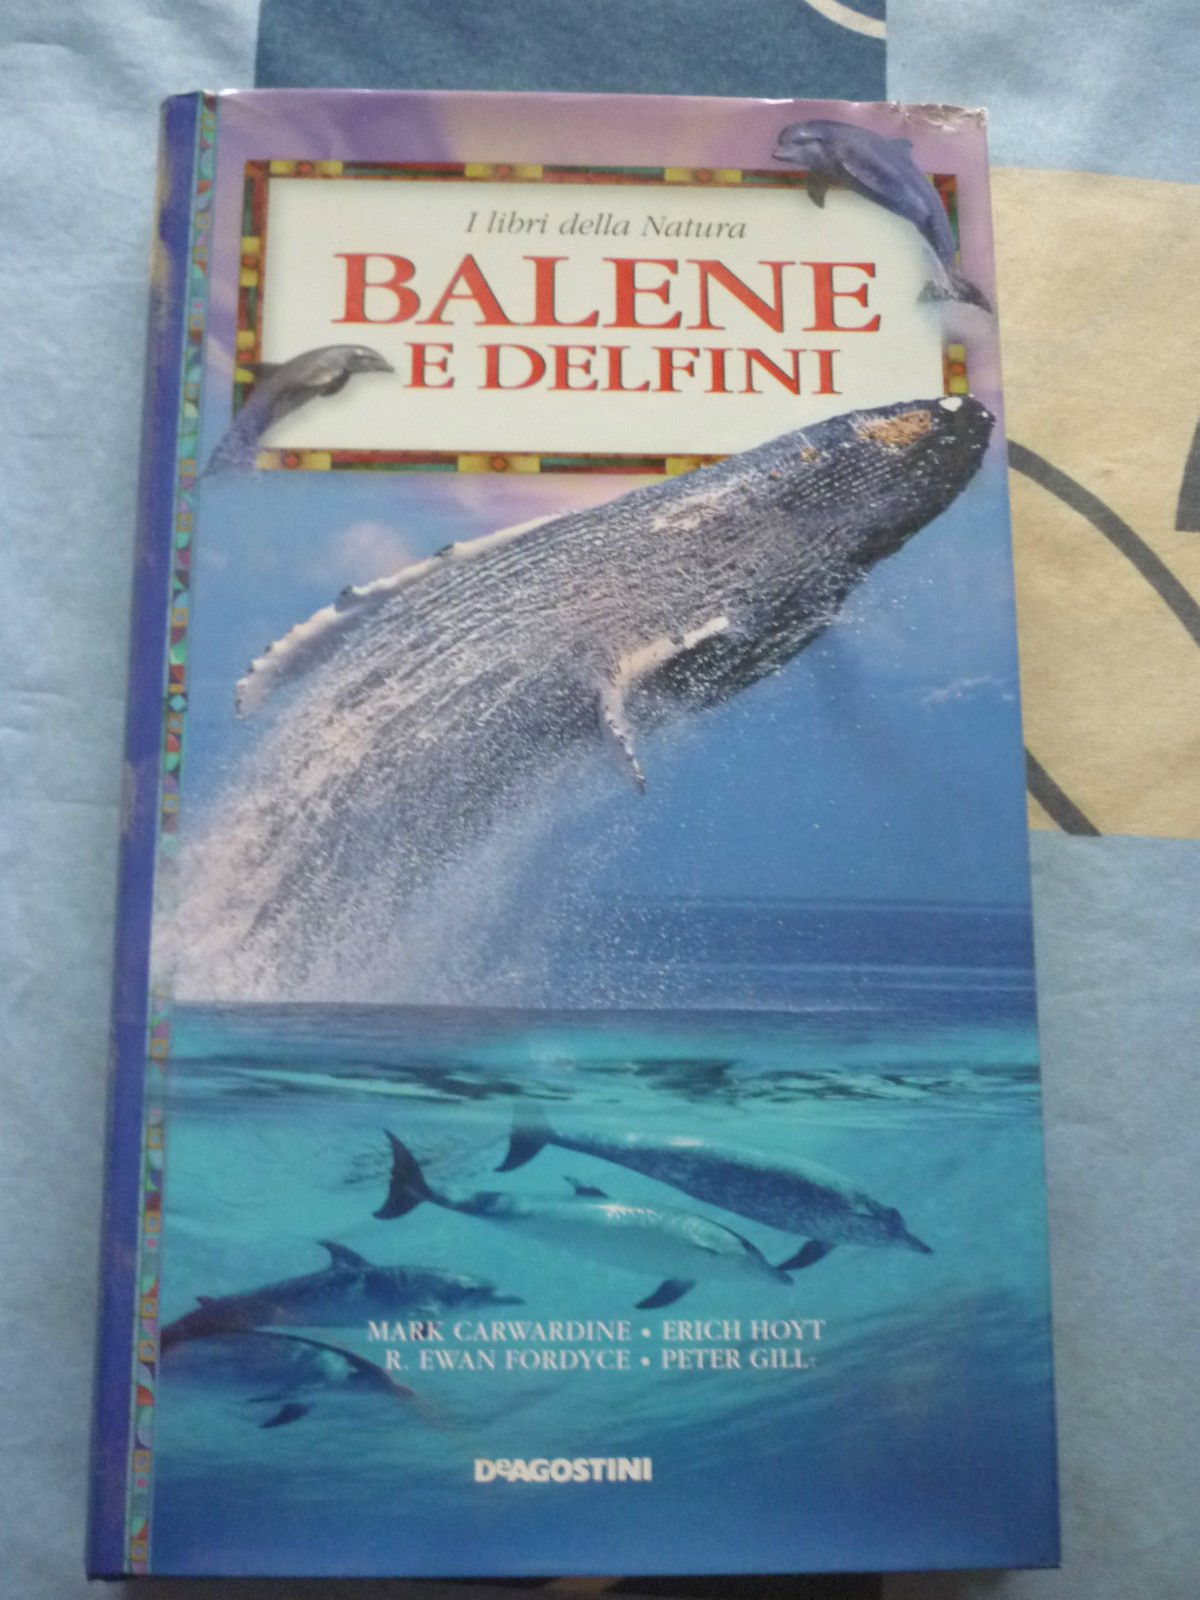 I libri della Natura
BALENE
E DELFINI
MARK CARWARDINE • ERICH HOYT
R. EWAN FORDYCE • PETER GILL
DeAGOSTINI